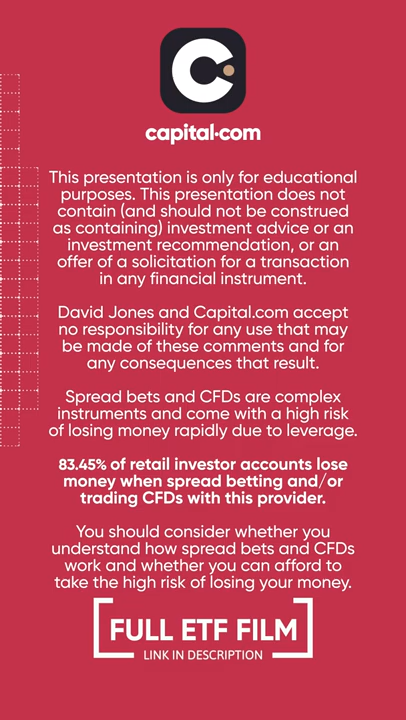 capital.com
This presentation is only for educational
purposes. This presentation does not
contain (and should not be construed
as containing) investment advice or an
investment recommendation, or an
offer of a solicitation for a transaction
in any financial instrument.
David Jones and Capital.com accept
no responsibility for any use that may
be made of these comments and for
any consequences that result.
Spread bets and CFDs are complex
instruments and come with a high risk
of losing money rapidly due to leverage.
83.45% of retail investor accounts lose
money when spread betting and/or
trading CFDs with this provider.
You should consider whether you
understand how spread bets and CFDs
work and whether you can afford to
take the high risk of losing your money.
FULL ETF FILM
LINK IN DESCRIPTION